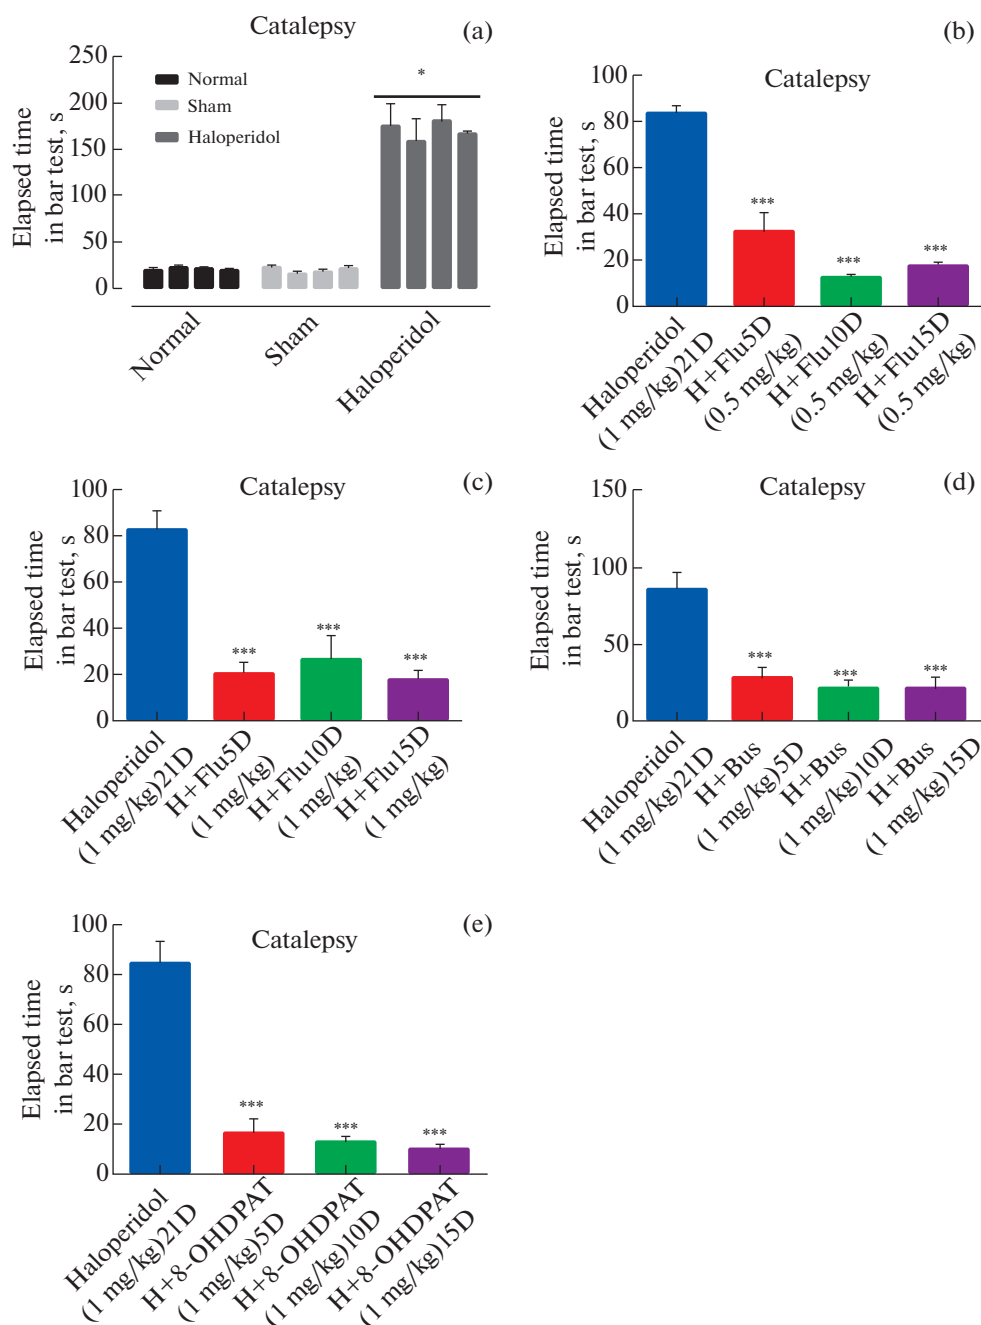 Catalepsy
(a)
250
200
150
100
50
0
Elapsed time
in bar test, s
Normal
Sham
Haloperidol
*
Normal
Sham
Haloperidol
(b)
Catalepsy
100
80
60
40
20
0
Elapsed time
in bar test, s
***
***
***
Haloperidol
(1 mg/kg)21D
H+Flu5D
(0.5 mg/kg)
H+Flu10D
(0.5 mg/kg)
H+Flu15D
(0.5 mg/kg)
(c)
Catalepsy
100
80
60
40
20
0
Elapsed time
in bar test, s
***
***
***
Haloperidol
(1 mg/kg)21D
H+Flu5D
(1 mg/kg)
H+Flu10D
(1 mg/kg)
H+Flu15D
(1 mg/kg)
(d)
Catalepsy
150
100
50
0
Elapsed time
in bar test, s
***
***
***
Haloperidol
(1 mg/kg)21D
H+Bus
(1 mg/kg)5D
H+Bus
(1 mg/kg)10D
H+Bus
(1 mg/kg)15D
(e)
Catalepsy
100
80
60
40
20
0
Elapsed time
in bar test, s
***
***
***
Haloperidol
(1 mg/kg)21D
H+8-OHDPAT
(1 mg/kg)5D
H+8-OHDPAT
(1 mg/kg)10D
H+8-OHDPAT
(1 mg/kg)15D